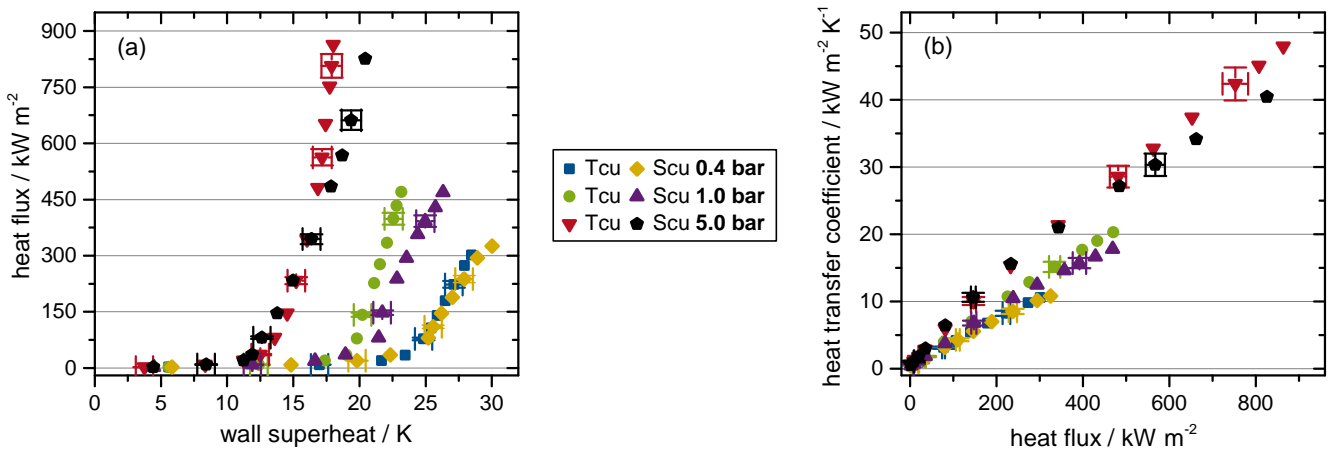 (a)
heat flux / kW m⁻²
900
750
600
450
300
150
0
0 5 10 15 20 25 30
wall superheat / K
Tcu Scu 0.4 bar
Tcu Scu 1.0 bar
Tcu Scu 5.0 bar
(b)
heat transfer coefficient / kW m⁻² K⁻¹
50
40
30
20
10
0
0 200 400 600 800
heat flux / kW m⁻²